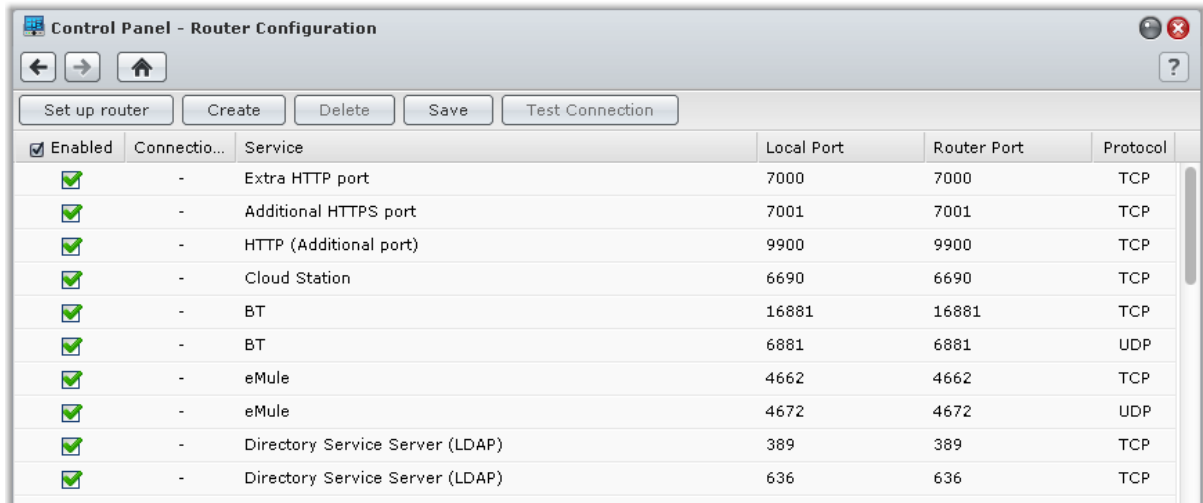 Control Panel - Router Configuration
?
Set up router Create Delete Save Test Connection
Enabled Connectio... Service Local Port Router Port Protocol
- Extra HTTP port 7000 7000 TCP
- Additional HTTPS port 7001 7001 TCP
- HTTP (Additional port) 9900 9900 TCP
- Cloud Station 6690 6690 TCP
- BT 16881 16881 TCP
- BT 6881 6881 UDP
- eMule 4662 4662 TCP
- eMule 4672 4672 UDP
- Directory Service Server (LDAP) 389 389 TCP
- Directory Service Server (LDAP) 636 636 TCP